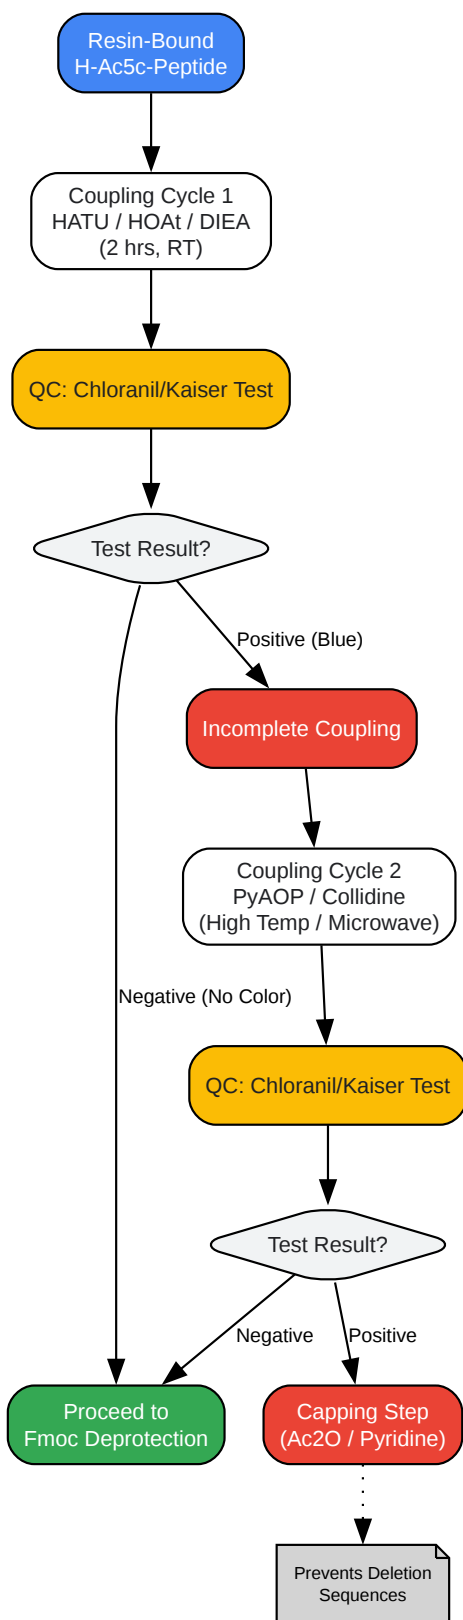 Resin-Bound
H-Ac5c-Peptide
Coupling Cycle 1
HATU / HOAt / DIEA
(2 hrs, RT)
QC: Chloranil/Kaiser Test
Test Result?
Positive (Blue)
Incomplete Coupling
Coupling Cycle 2
PyAOP / Collidine
(High Temp / Microwave)
Negative (No Color)
QC: Chloranil/Kaiser Test
Test Result?
Negative
Positive
Proceed to
Fmoc Deprotection
Capping Step
(Ac2O / Pyridine)
Prevents Deletion
Sequences